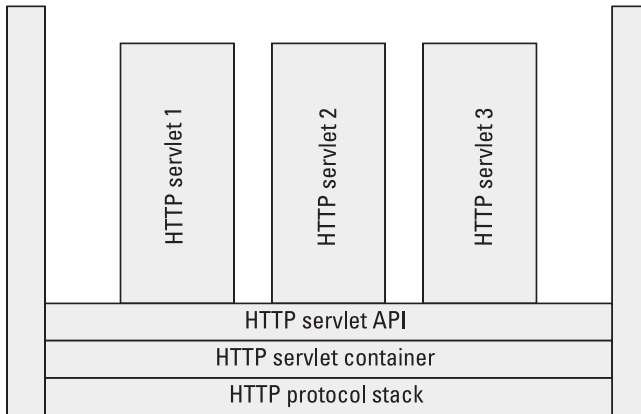 HTTP servlet 1
HTTP servlet 2
HTTP servlet 3
HTTP servlet API
HTTP servlet container
HTTP protocol stack